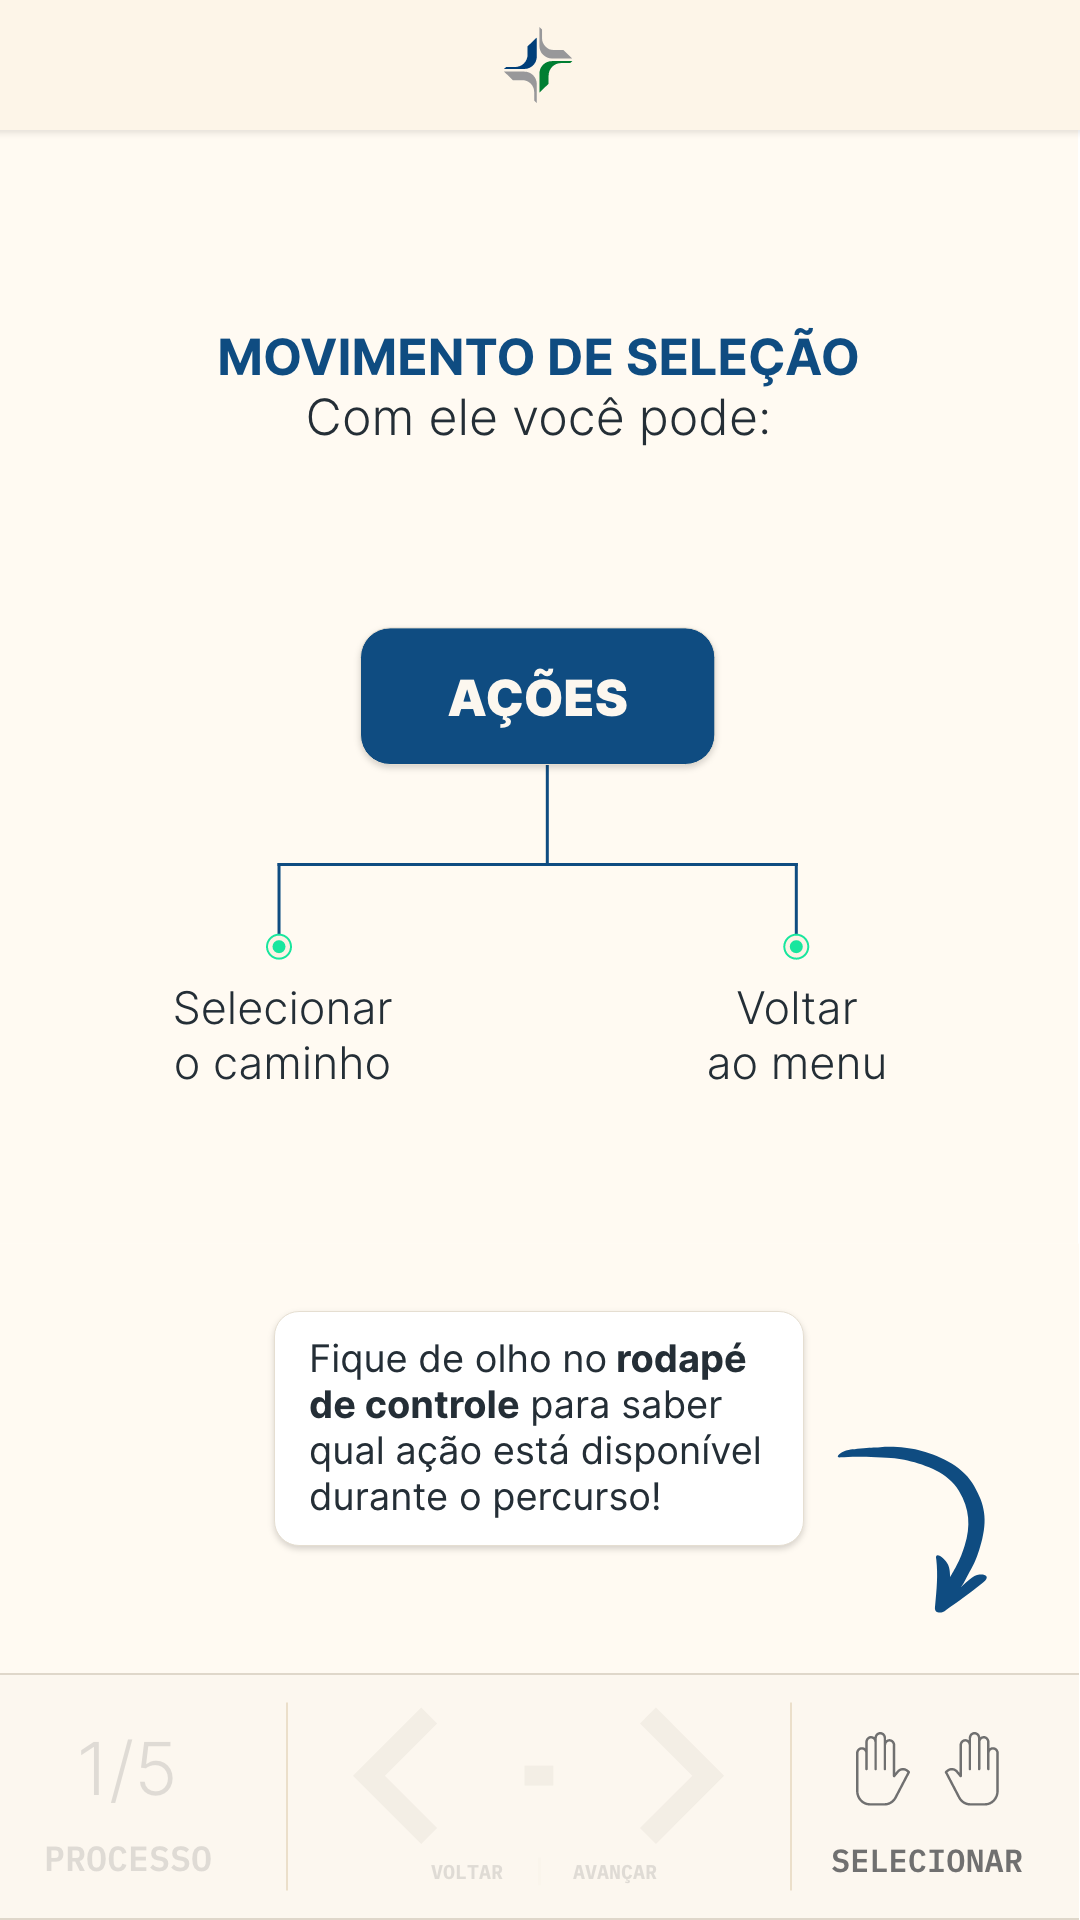 MOVIMENTO DE SELEÇÃO
Com ele você pode:
AÇÕES
Selecionar
o caminho
Voltar
ao menu
Fique de olho no rodapé
de controle para saber
qual ação está disponível
durante o percurso!
1/5
PROCESSO
VOLTAR
AVANÇAR
SELECIONAR